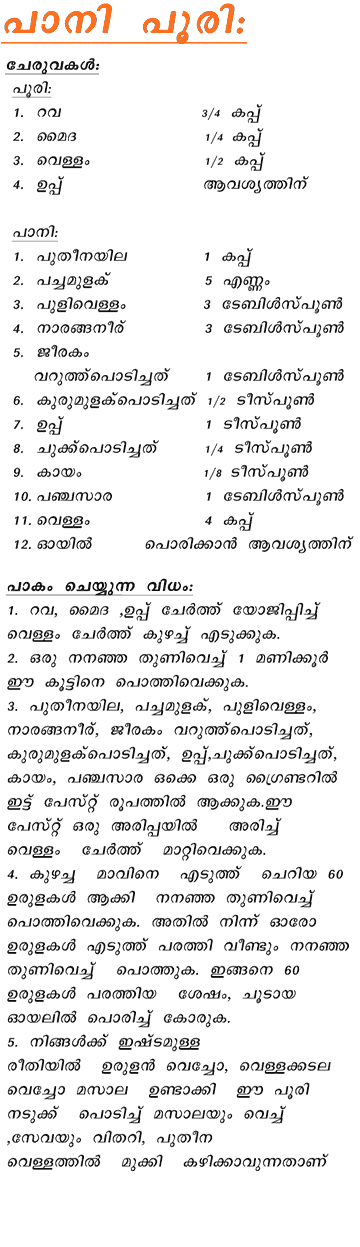 പാനി പൂരി:
ചേരുവകൾ:
പൂരി:
1. റവ 3/4 കപ്പ്
2. മൈദ 1/4 കപ്പ്
3. വെള്ളം 1/2 കപ്പ്
4. ഉപ്പ് ആവശ്യത്തിന്
പാനി:
1. പുതീനയില 1 കപ്പ്
2. പച്ചമുളക് 5 എണ്ണം
3. പുളിവെള്ളം 3 ടേബിൾസ്പൂൺ
4. നാരങ്ങനീര് 3 ടേബിൾസ്പൂൺ
5. ജീരകം
വറുത്ത്പൊടിച്ചത് 1 ടേബിൾസ്പൂൺ
6. കുരുമുളക്പൊടിച്ചത് 1/2 ടീസ്പൂൺ
7. ഉപ്പ് 1 ടീസ്പൂൺ
8. ചുക്ക്പൊടിച്ചത് 1/4 ടീസ്പൂൺ
9. കായം 1/8 ടീസ്പൂൺ
10. പഞ്ചസാര 1 ടേബിൾസ്പൂൺ
11. വെള്ളം 4 കപ്പ്
12. ഓയിൽ പൊരിക്കാൻ ആവശ്യത്തിന്
പാകം ചെയ്യുന്ന വിധം:
1. റവ, മൈദ ,ഉപ്പ് ചേർത്ത് യോജിപ്പിച്ച്
വെള്ളം ചേർത്ത് കുഴച്ച് എടുക്കുക.
2. ഒരു നനഞ്ഞ തുണിവെച്ച് 1 മണിക്കൂർ
ഈ കൂട്ടിനെ പൊത്തിവെക്കുക.
3. പുതീനയില, പച്ചമുളക്, പുളിവെള്ളം,
നാരങ്ങനീര്, ജീരകം വറുത്ത്പൊടിച്ചത്,
കുരുമുളക്പൊടിച്ചത്, ഉപ്പ്,ചുക്ക്പൊടിച്ചത്,
കായം, പഞ്ചസാര ഒക്കെ ഒരു ഗ്രൈണ്ടറിൽ
ഇട്ട് പേസ്റ്റ് രൂപത്തിൽ ആക്കുക.ഈ
പേസ്റ്റ് ഒരു അരിപ്പയിൽ അരിച്ച്
വെള്ളം ചേർത്ത് മാറ്റിവെക്കുക.
4. കുഴച്ച മാവിനെ എടുത്ത് ചെറിയ 60
ഉരുളകൾ ആക്കി നനഞ്ഞ തുണിവെച്ച്
പൊത്തിവെക്കുക. അതിൽ നിന്ന് ഓരോ
ഉരുളകൾ എടുത്ത് പരത്തി വീണ്ടും നനഞ്ഞ
തുണിവെച്ച് പൊത്തുക. ഇങ്ങനെ 60
ഉരുളകൾ പരത്തിയ ശേഷം, ചൂടായ
ഓയലിൽ പൊരിച്ച് കോരുക.
5. നിങ്ങൾക്ക് ഇഷ്ടമുള്ള
രീതിയിൽ ഉരുളൻ വെച്ചോ, വെള്ളക്കടല
വെച്ചോ മസാല ഉണ്ടാക്കി ഈ പൂരി
നടുക്ക് പൊടിച്ച് മസാലയും വെച്ച്
,സേവയും വിതറി, പുതീന
വെള്ളത്തിൽ മുക്കി കഴിക്കാവുന്നതാണ്